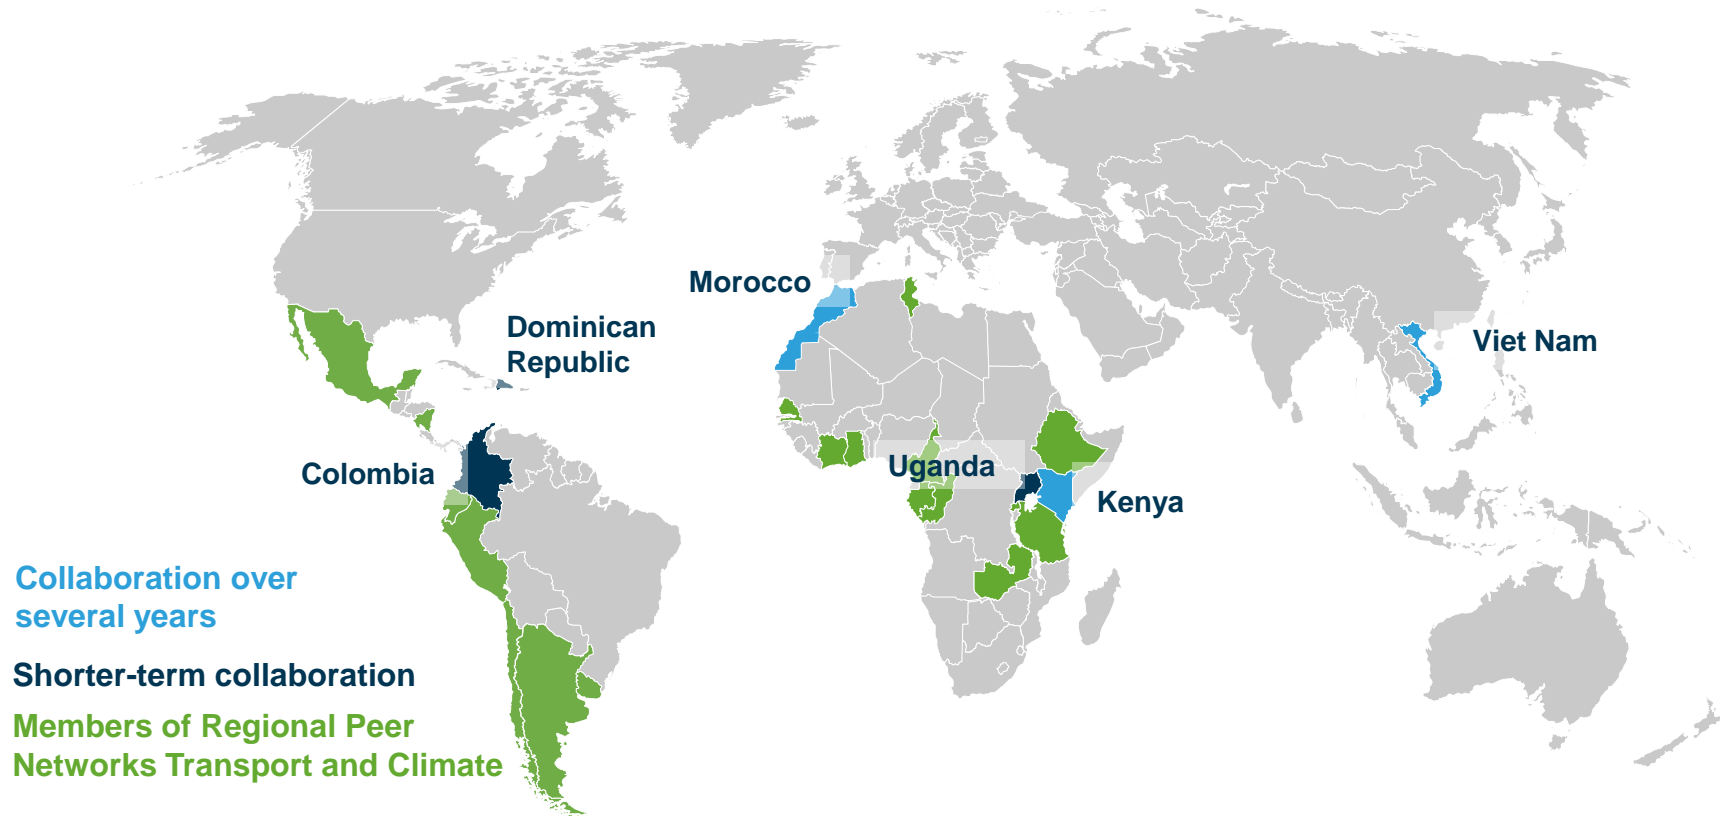 Morocco
Dominican
Republic
Viet Nam
Colombia
Uganda
Kenya
Collaboration over
several years
Shorter-term collaboration
Members of Regional Peer
Networks Transport and Climate